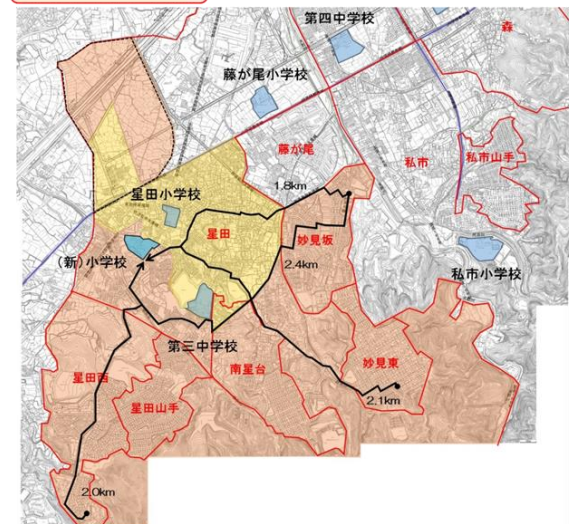 第四中学校
森
藤が尾小学校
藤が尾
私市
私市山手
1.8km
星田小学校
星田
妙見坂
(新)小学校
2.4km
私市小学校
第三中学校
星田西
南星台
妙見東
星田山手
2.1km
2.0km